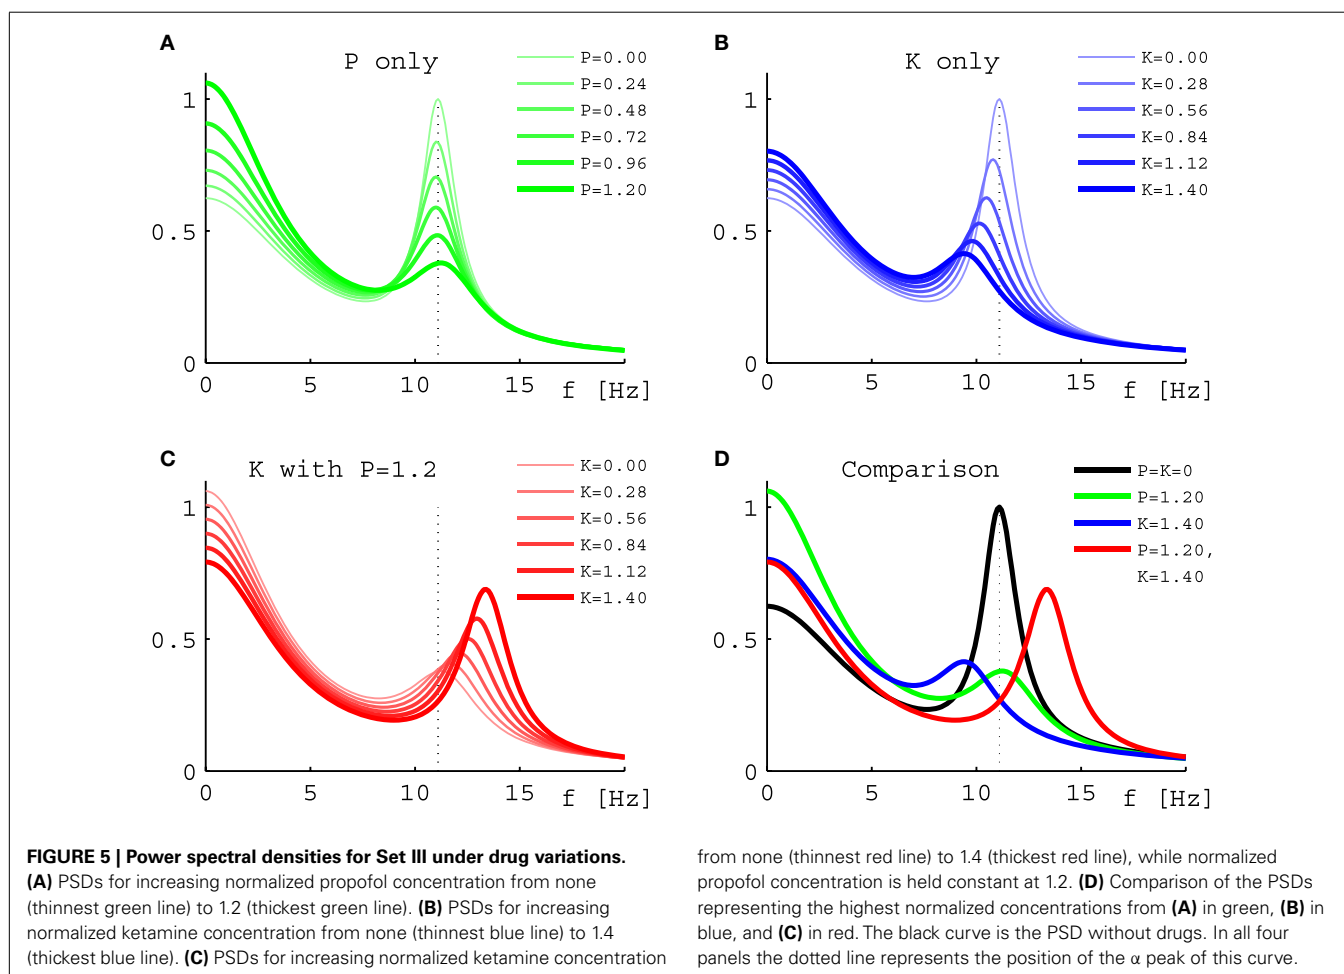 A
P only
P=0.00
P=0.24
P=0.48
P=0.72
P=0.96
P=1.20
1
0.5
0
0 5 10 15 f [Hz]
B
K only
K=0.00
K=0.28
K=0.56
K=0.84
K=1.12
K=1.40
1
0.5
0
0 5 10 15 f [Hz]
C
K with P=1.2
K=0.00
K=0.28
K=0.56
K=0.84
K=1.12
K=1.40
1
0.5
0
0 5 10 15 f [Hz]
D
Comparison
P=K=0
P=1.20
K=1.40
P=1.20,
K=1.40
1
0.5
0
0 5 10 15 f [Hz]
FIGURE 5 | Power spectral densities for Set III under drug variations.
(A) PSDs for increasing normalized propofol concentration from none
(thinnest green line) to 1.2 (thickest green line). (B) PSDs for increasing
normalized ketamine concentration from none (thinnest blue line) to 1.4
(thickest blue line). (C) PSDs for increasing normalized ketamine concentration
from none (thinnest red line) to 1.4 (thickest red line), while normalized
propofol concentration is held constant at 1.2. (D) Comparison of the PSDs
representing the highest normalized concentrations from (A) in green, (B) in
blue, and (C) in red. The black curve is the PSD without drugs. In all four
panels the dotted line represents the position of the α peak of this curve.